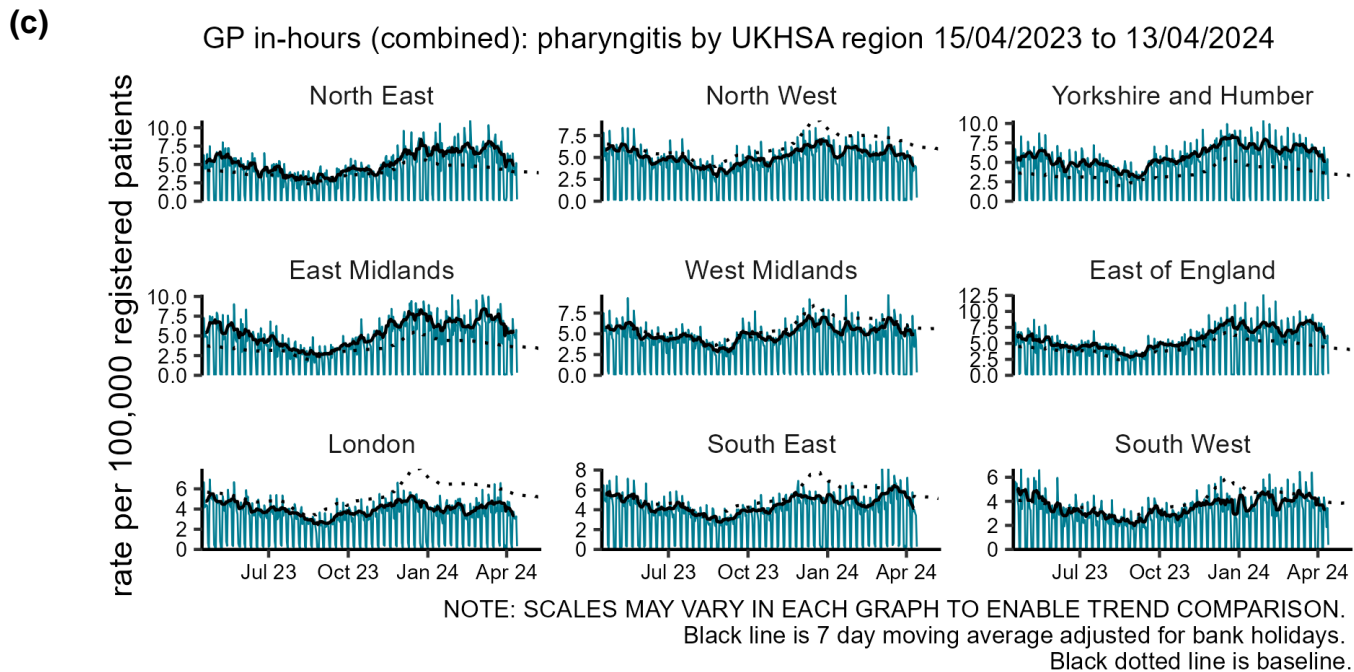 (c)
GP in-hours (combined): pharyngitis by UKHSA region 15/04/2023 to 13/04/2024
rate per 100,000 registered patients
North East
10.0
7.5
5.0
2.5
0.0
North West
7.5
5.0
2.5
0.0
Yorkshire and Humber
10.0
7.5
5.0
2.5
0.0
East Midlands
10.0
7.5
5.0
2.5
0.0
West Midlands
7.5
5.0
2.5
0.0
East of England
12.5
10.0
7.5
5.0
2.5
0.0
London
6
4
2
0
Jul 23 Oct 23 Jan 24 Apr 24
South East
8
6
4
2
0
Jul 23 Oct 23 Jan 24 Apr 24
South West
6
4
2
0
Jul 23 Oct 23 Jan 24 Apr 24
NOTE: SCALES MAY VARY IN EACH GRAPH TO ENABLE TREND COMPARISON.
Black line is 7 day moving average adjusted for bank holidays.
Black dotted line is baseline.